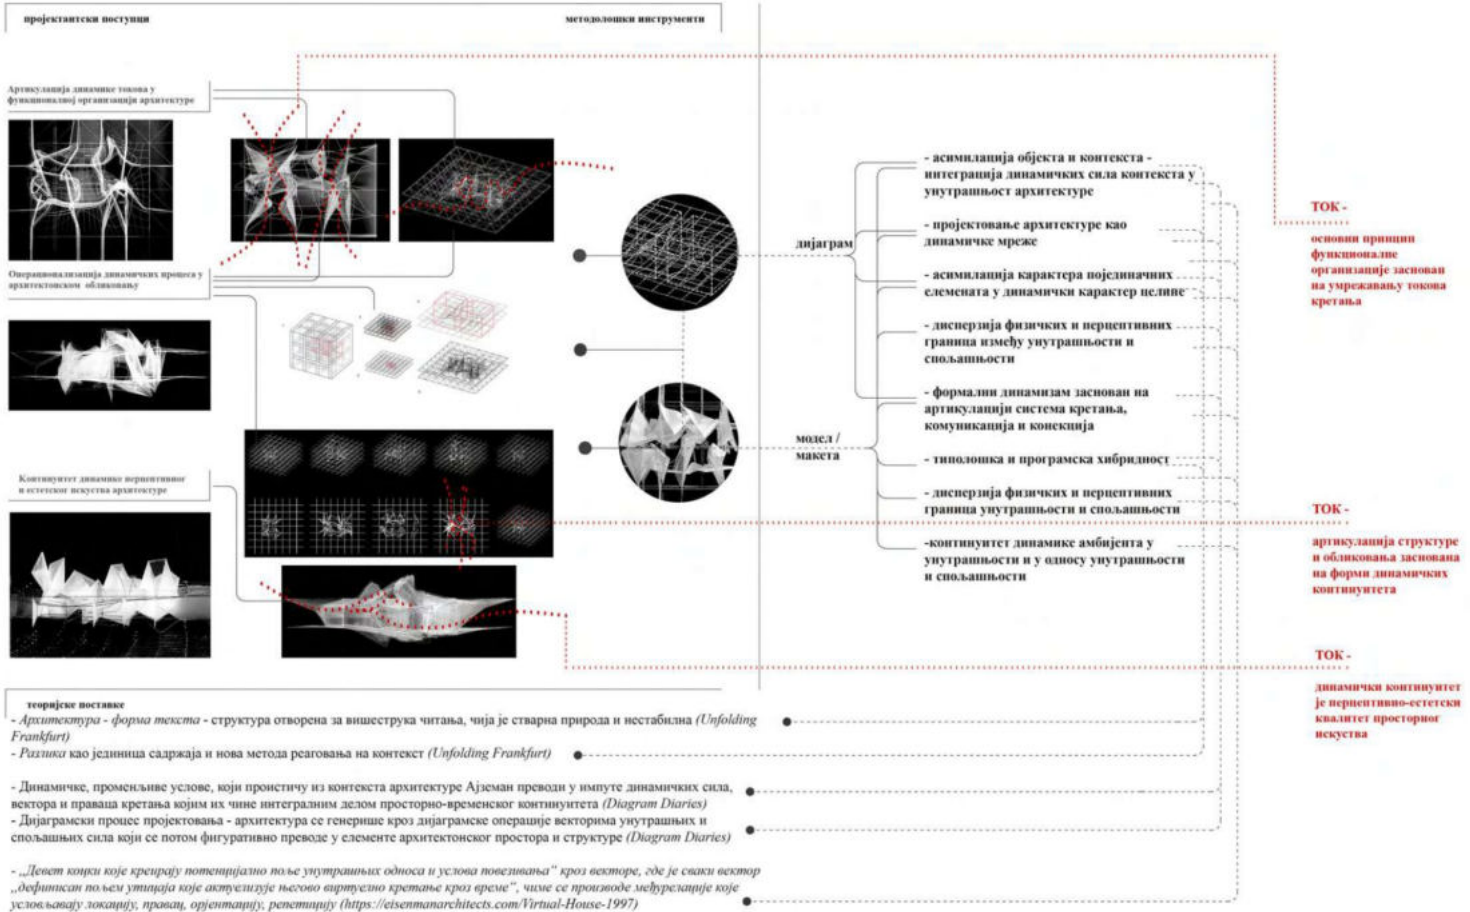 пројектантски поступци
методолошки инструменти
Артикулација динамике токова у
функционалној организацији архитектуре
Операционализација динамичких процеса у
архитектонском обликовању
Континуитет динамике перцептивног
и естетског искуства архитектуре
дијаграм
модел /
макета
- асимилација објекта и контекста -
интеграција динамичких сила контекста у
унутрашњост архитектуре
- пројектовање архитектуре као
динамичке мреже
- асимилација карактера појединачних
елемената у динамички карактер целине
- дисперзија физичких и перцептивних
граница између унутрашњости и
спољашњости
- формални динамизам заснован на
артикулацији система кретања,
комуникација и конекција
- типолошка и програмска хибридност
- дисперзија физичких и перцептивних
граница унутрашњости и спољашњости
-континуитет динамике амбијента у
унутрашњости и у односу унутрашњости
и спољашњости
ТОК -
основни принцип
функционалне
организације заснован
на умрежавању токова
кретања
ТОК -
артикулација структуре
и обликовања заснована
на форми динамичких
континуитета
ТОК -
динамички континуитет
је перцептивно-естетски
квалитет просторног
искуства
теоријске поставке
- Архитектура - форма текста - структура отворена за вишеструка читања, чија је стварна природа и нестабилна (Unfolding
Frankfurt)
- Разлика као јединица садржаја и нова метода реаговања на контекст (Unfolding Frankfurt)
- Динамичке, променљиве услове, који проистичу из контекста архитектуре Ајзенман преводи у импуте динамичких сила,
вектора и праваца кретања којим их чине интегралним делом просторно-временског континуитета (Diagram Diaries)
- Дијаграмски процес пројектовања - архитектура се генерише кроз дијаграмске операције векторима унутрашњих и
спољашњих сила који се потом фигуративно преводе у елементе архитектонског простора и структуре (Diagram Diaries)
- „Девет коцки које креирају потенцијално поље унутрашњих односа и услова повезивања“ кроз векторе, где је сваки вектор
„дефинисан пољем утицаја које актуелизује његово виртуелно кретање кроз време“, чиме се производе међурелације које
условљавају локацију, правац, орјентацију, репетицију (https://eisenmanarchitects.com/Virtual-House-1997)